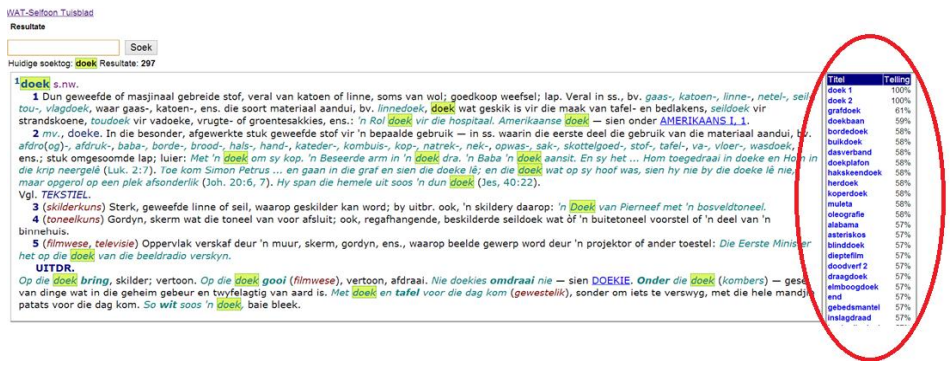 WAT-Selfoon Tuisblad
Resultate
Soek
Huidige soektog: doek Resultate: 297
¹doek s.nw.
1 Dun geweefde of masjinaal gebreide stof, veral van katoen of linne, soms van wol; goedkoop weefsel; lap. Veral in ss., bv. gaas-, katoen-, linne-, netel-, seil-
tou-, vlagdoek, waar gaas-, katoen-, ens. die soort materiaal aandui, bv. linnedoek, doek wat geskik is vir die maak van tafel- en bedlakens, seildoek vir
strandskoene, toudoek vir vadoeke, vrugte- of groentesakkies, ens.: 'n Rol doek vir die hospitaal. Amerikaanse doek — sien onder AMERIKAANS I, 1.
2 mv., doeke. In die besonder, afgewerkte stuk geweefde stof vir 'n bepaalde gebruik — in ss. waarin die eerste deel die gebruik van die materiaal aandui, bv.
afdro(og)-, afdruk-, baba-, borde-, brood-, hals-, hand-, kateder-, kombuis-, kop-, natrek-, nek-, opwas-, sak-, skottelgoed-, stof-, tafel-, va-, vloer-, wasdoek,
ens.; stuk omgesoomde lap; luier: Met 'n doek om sy kop. 'n Beseerde arm in 'n doek dra. 'n Baba 'n doek aansit. En sy het ... Hom toegedraai in doeke en Hom in
die krip neergelê (Luk. 2:7). Toe kom Simon Petrus ... en gaan in die graf en sien die doeke lê; en die doek wat op sy hoof was, sien hy nie by die doeke lê nie,
maar opgerol op een plek afsonderlik (Joh. 20:6, 7). Hy span die hemele uit soos 'n dun doek (Jes, 40:22).
Vgl. TEKSTIEL.
3 (skilderkuns) Sterk, geweefde linne of seil, waarop geskilder kan word; by uitbr. ook, 'n skildery daarop: 'n Doek van Pierneef met 'n bosveldtoneel.
4 (toneelkuns) Gordyn, skerm wat die toneel van voor afsluit; ook, regafhangende, beskilderde seildoek wat òf 'n buitetoneel voorstel of 'n deel van 'n
binnehuis.
5 (filmwese, televisie) Oppervlak verskaf deur 'n muur, skerm, gordyn, ens., waarop beelde gewerp word deur 'n projektor of ander toestel: Die Eerste Minister
het op die doek van die beeldradio verskyn.
UITDR.
Op die doek bring, skilder; vertoon. Op die doek gooi (filmwese), vertoon, afdraai. Nie doekies omdraai nie — sien DOEKIE. Onder die doek (kombers) —
van dinge wat in die geheim gebeur en twyfelagtig van aard is. Met doek en tafel voor die dag kom (gewestelik), sonder om iets te verswyg, met die hele mandjie
patats voor die dag kom. So wit soos 'n doek, baie bleek.
Titel Telling
doek 1 100%
doek 2 100%
grafdoek 61%
doekbaan 59%
bordedoek 58%
buikdoek 58%
dasverband 58%
doekplafon 58%
hakskeendoek 58%
herdoek 58%
koperdoek 58%
muleta 58%
oleografie 58%
alabama 57%
asteriskos 57%
blinddoek 57%
dieptefilm 57%
doodverf 2 57%
draagdoek 57%
elmboogdoek 57%
end 57%
gebedsmantel 57%
inslagdraad 57%